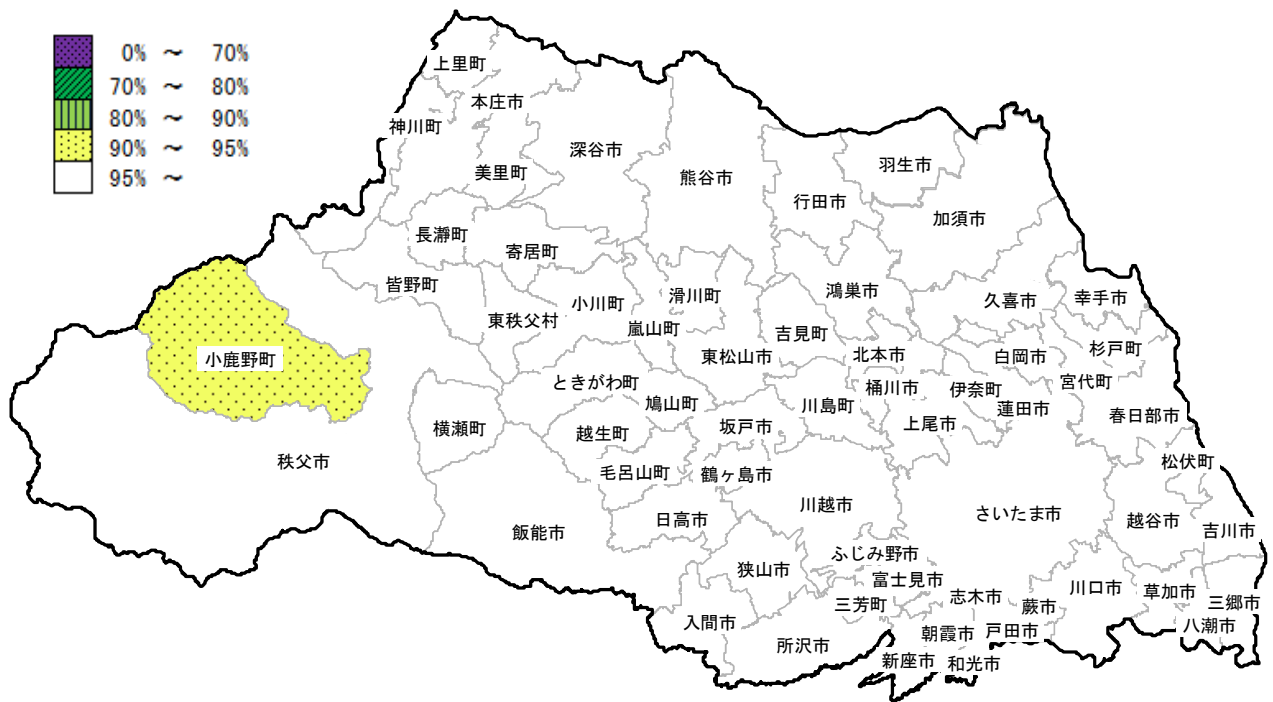 0% ～ 70%
70% ～ 80%
80% ～ 90%
90% ～ 95%
95% ～
上里町
本庄市
神川町
美里町
深谷市
熊谷市
行田市
羽生市
加須市
長瀞町
寄居町
皆野町
東秩父村
小川町
嵐山町
滑川町
吉見町
鴻巣市
久喜市
幸手市
小鹿野町
東松山市
北本市
白岡市
杉戸町
ときがわ町
鳩山町
川島町
桶川市
伊奈町
宮代町
蓮田市
春日部市
横瀬町
越生町
坂戸市
上尾市
秩父市
毛呂山町
鶴ヶ島市
松伏町
飯能市
日高市
川越市
さいたま市
越谷市
吉川市
狭山市
ふじみ野市
富士見市
三芳町
志木市
蕨市
川口市
草加市
三郷市
入間市
所沢市
朝霞市
戸田市
八潮市
新座市
和光市